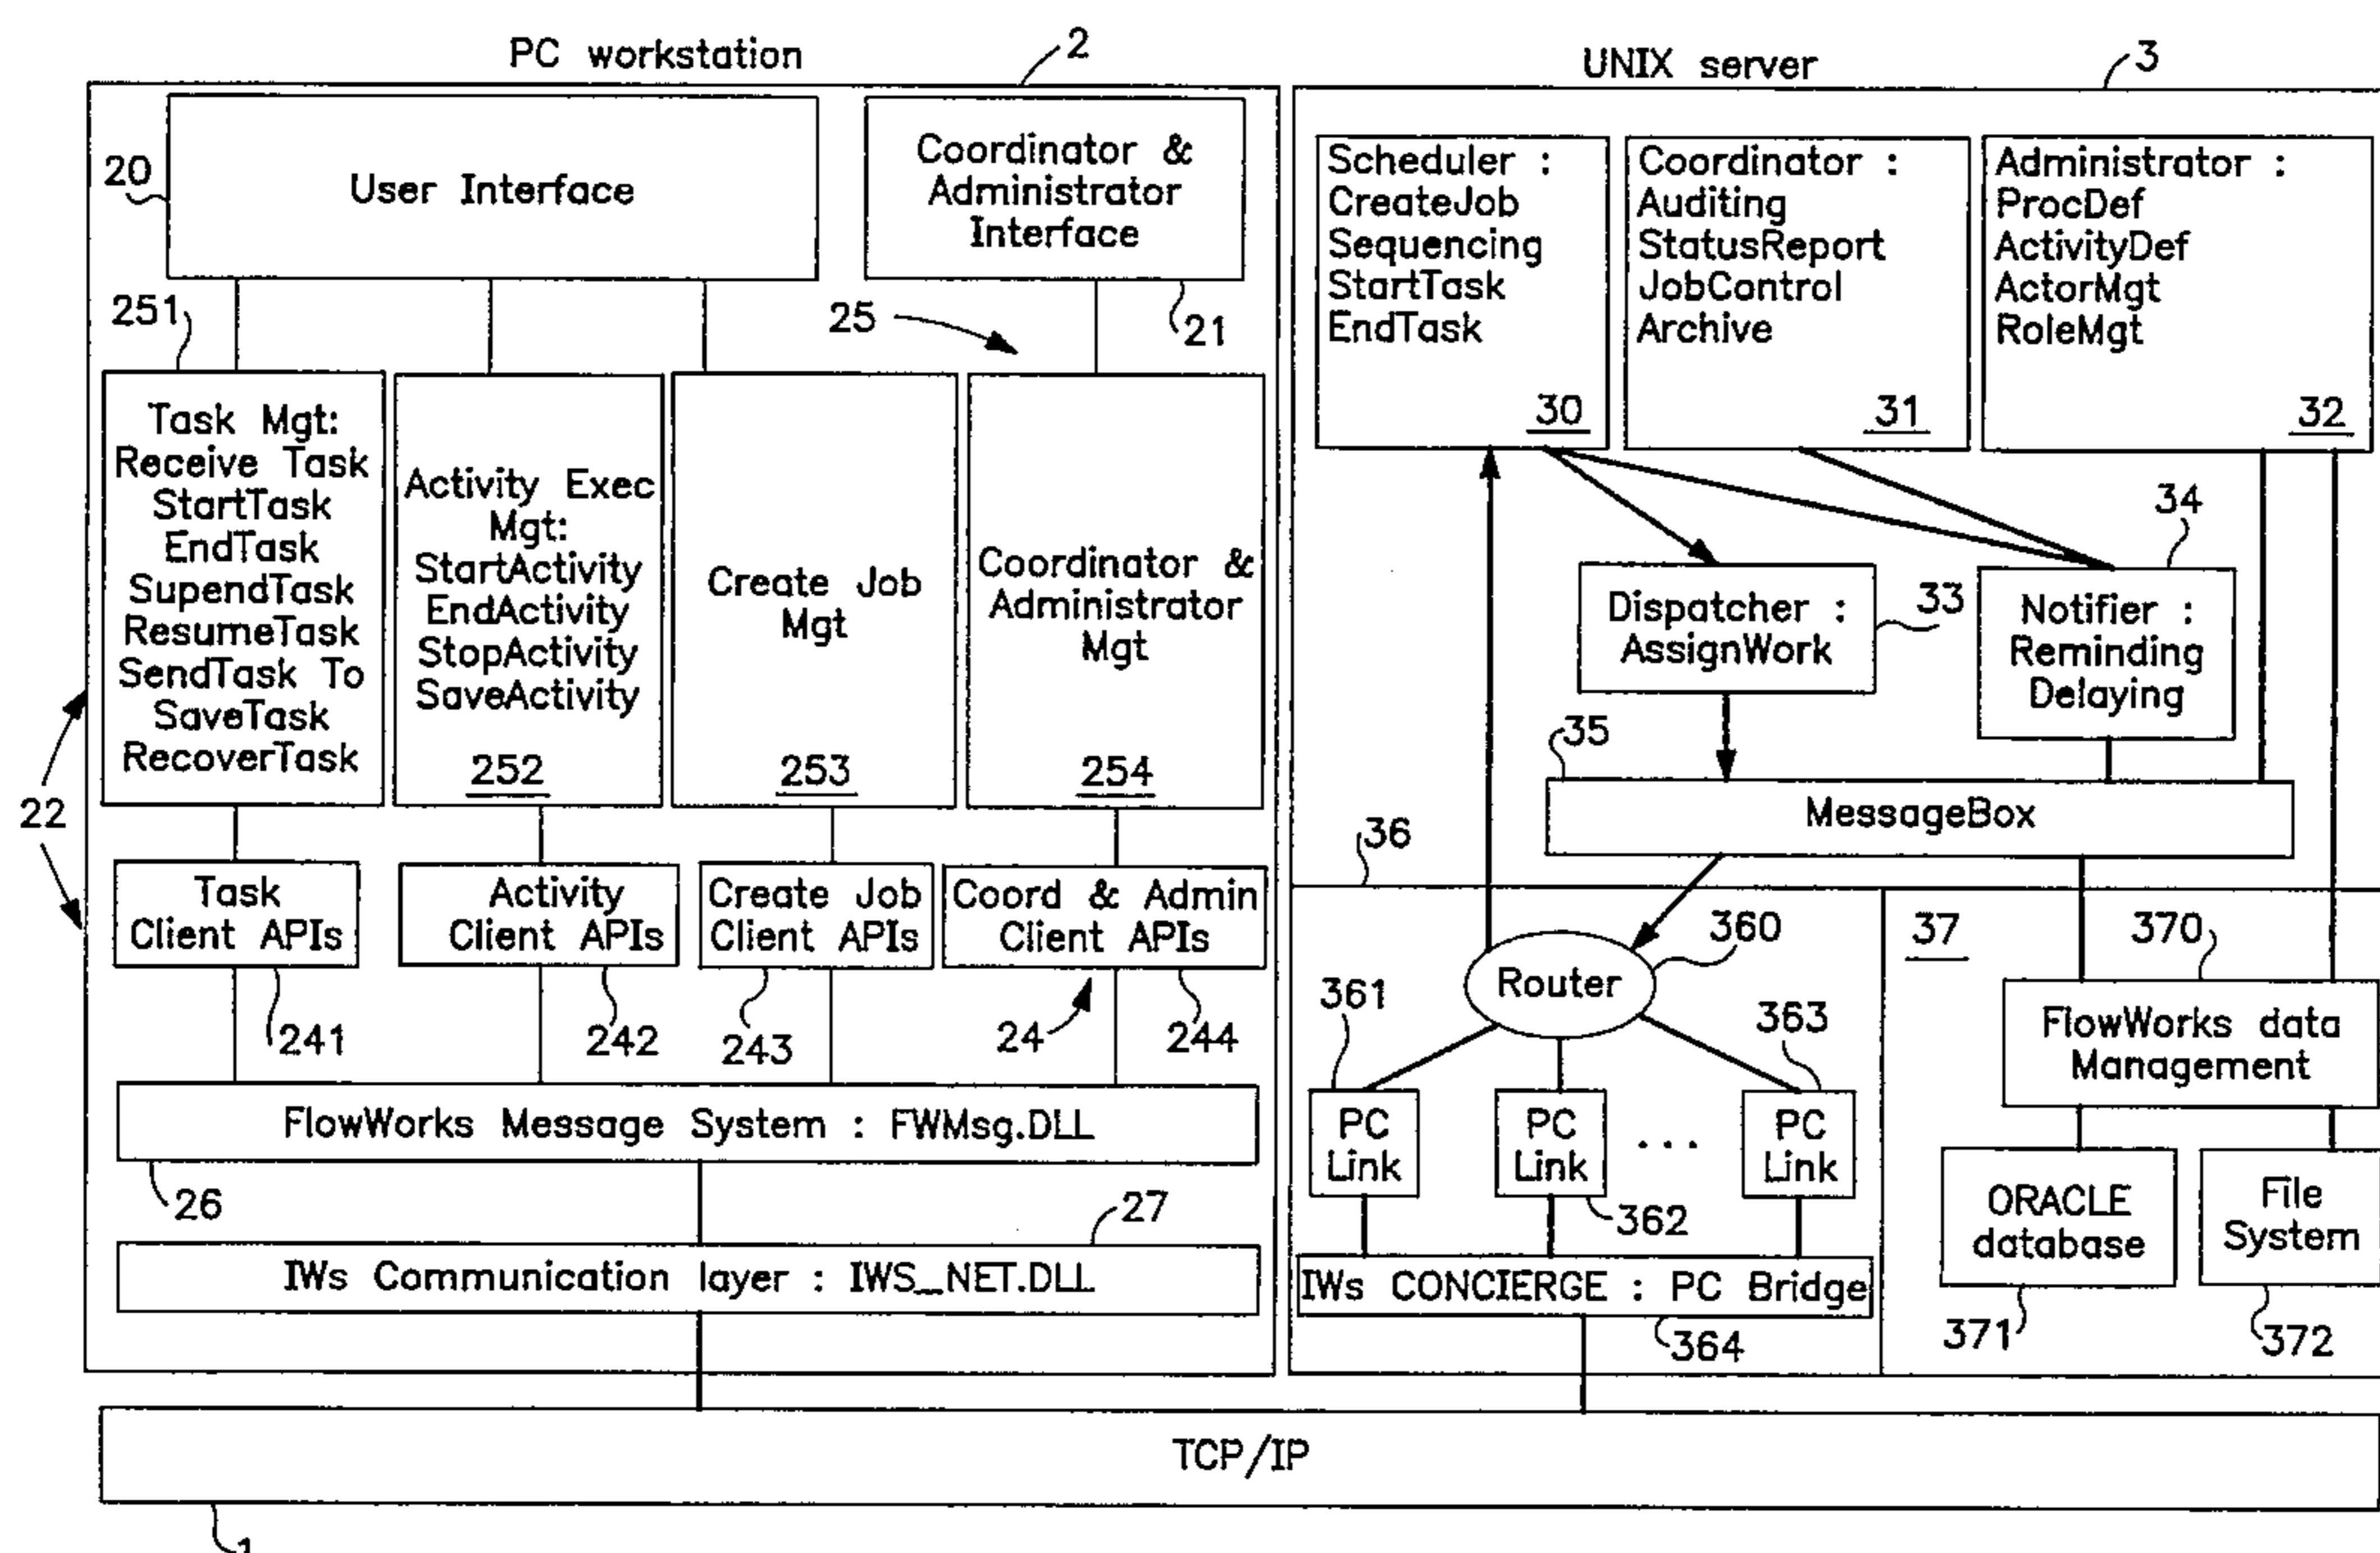 PC workstation
2
UNIX server
3
20
User Interface
Coordinator &
Administrator
Interface
21
25
251
Task Mgt:
Receive Task
StartTask
EndTask
SupendTask
ResumeTask
SendTask To
SaveTask
RecoverTask
Activity Exec
Mgt:
StartActivity
EndActivity
StopActivity
SaveActivity
252
Create Job
Mgt
253
Coordinator &
Administrator
Mgt
254
22
Task
Client APIs
241
Activity
Client APIs
242
Create Job
Client APIs
243
Coord & Admin
Client APIs
24
244
FlowWorks Message System : FWMsg.DLL
26
27
IWs Communication layer : IWS_NET.DLL
Scheduler :
CreateJob
Sequencing
StartTask
EndTask
30
Coordinator :
Auditing
StatusReport
JobControl
Archive
31
Administrator :
ProcDef
ActivityDef
ActorMgt
RoleMgt
32
Dispatcher :
AssignWork
33
34
Notifier :
Reminding
Delaying
35
MessageBox
36
Router
360
361
PC
Link
PC
Link
362
...
363
PC
Link
IWs CONCIERGE : PC Bridge
364
37
370
FlowWorks data
Management
ORACLE
database
371
File
System
372
TCP/IP
1